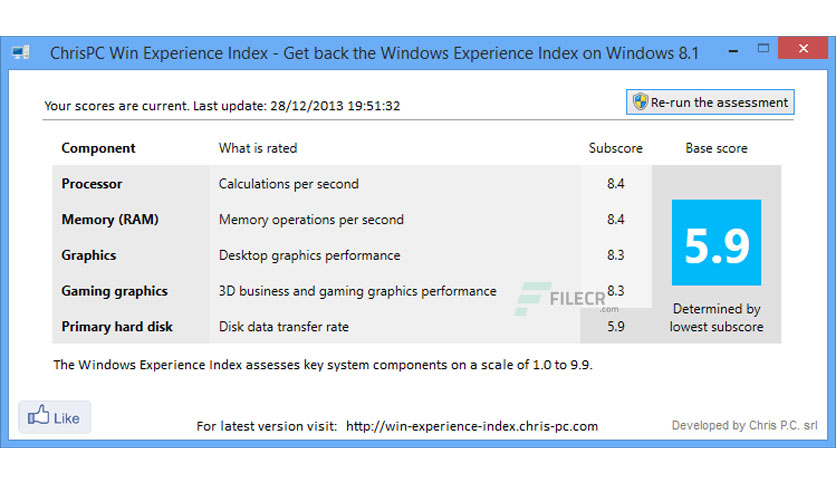 ChrisPC Win Experience Index - Get back the Windows Experience Index on Windows 8.1
Your scores are current. Last update: 28/12/2013 19:51:32
Re-run the assessment
Component What is rated Subscore Base score
Processor Calculations per second 8.4
Memory (RAM) Memory operations per second 8.4
5.9
Graphics Desktop graphics performance 8.3
Gaming graphics 3D business and gaming graphics performance 8.3
FILECR
.com
Determined by
lowest subscore
Primary hard disk Disk data transfer rate 5.9
The Windows Experience Index assesses key system components on a scale of 1.0 to 9.9.
Like
For latest version visit: http://win-experience-index.chris-pc.com
Developed by Chris P.C. srl